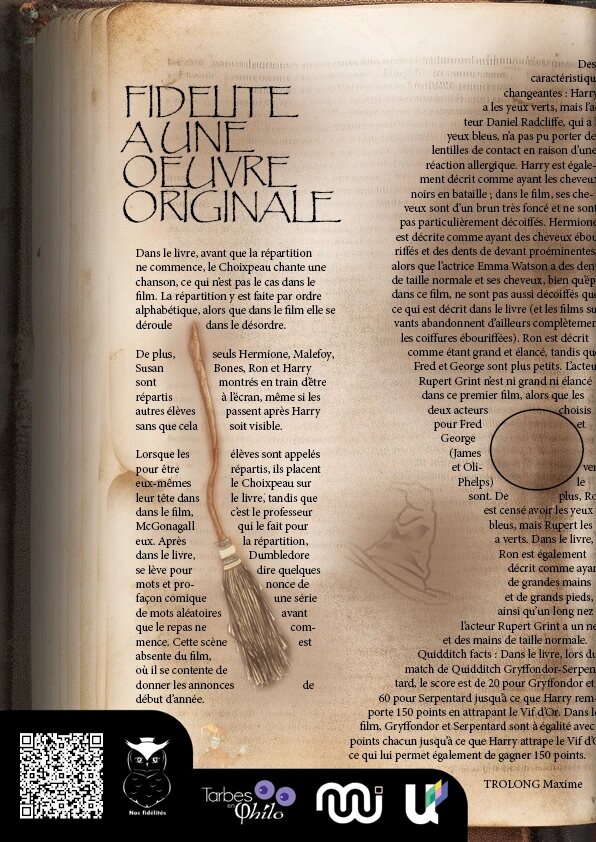 FIDELITE
A UNE
OEUVRE
ORIGINALE
Dans le livre, avant que la répartition
ne commence, le Choixpeau chante une
chanson, ce qui n'est pas le cas dans le
film. La répartition y est faite par ordre
alphabétique, alors que dans le film elle se
déroule dans le désordre.
De plus, seuls Hermione, Malefoy,
Susan Bones, Ron et Harry
sont montrés en train d'être
répartis à l'écran, même si les
autres élèves passent après Harry
sans que cela soit visible.
Lorsque les élèves sont appelés
pour être répartis, ils placent
eux-mêmes le Choixpeau sur
leur tête dans le livre, tandis que
dans le film, c'est le professeur
McGonagall qui le fait pour
eux. Après la répartition,
dans le livre, Dumbledore
se lève pour dire quelques
mots et pro- nonce de
façon comique une série
de mots aléatoires avant
que le repas ne com-
mence. Cette scène est
absente du film,
où il se contente de
donner les annonces de
début d'année.
Des
caractéristiqu
changeantes : Harry
a les yeux verts, mais l'a
teur Daniel Radcliffe, qui a
yeux bleus, n'a pas pu porter de
lentilles de contact en raison d'une
réaction allergique. Harry est égale-
ment décrit comme ayant les cheveux
noirs en bataille ; dans le film, ses che-
veux sont d'un brun très foncé et ne sont
pas particulièrement décoiffés. Hermione
est décrite comme ayant des cheveux ébou
riffés et des dents de devant proéminentes
alors que l'actrice Emma Watson a des den
de taille normale et ses cheveux, bien qu'ép
dans ce film, ne sont pas aussi décoiffés que
ce qui est décrit dans le livre (et les films su
vants abandonnent d'ailleurs complètemen
les coiffures ébouriffées). Ron est décrit
comme étant grand et élancé, tandis que
Fred et George sont plus petits. L'acteu
Rupert Grint n'est ni grand ni élancé
dans ce premier film, alors que les
deux acteurs choisis
pour Fred et
George
(James
et Oli- ver
Phelps) le
sont. De plus, Ro
est censé avoir les yeux
bleus, mais Rupert les
a verts. Dans le livre,
Ron est également
décrit comme ayan
de grandes mains
et de grands pieds,
ainsi qu'un long nez
l'acteur Rupert Grint a un ne
et des mains de taille normale.
Quidditch facts : Dans le livre, lors du
match de Quidditch Gryffondor-Serpen
tard, le score est de 20 pour Gryffondor et
60 pour Serpentard jusqu'à ce que Harry rem-
porte 150 points en attrapant le Vif d'Or. Dans le
film, Gryffondor et Serpentard sont à égalité avec
points chacun jusqu'à ce que Harry attrape le Vif d'O
ce qui lui permet également de gagner 150 points.
TROLONG Maxime
Nos fidélités
Tarbes
en
Philo